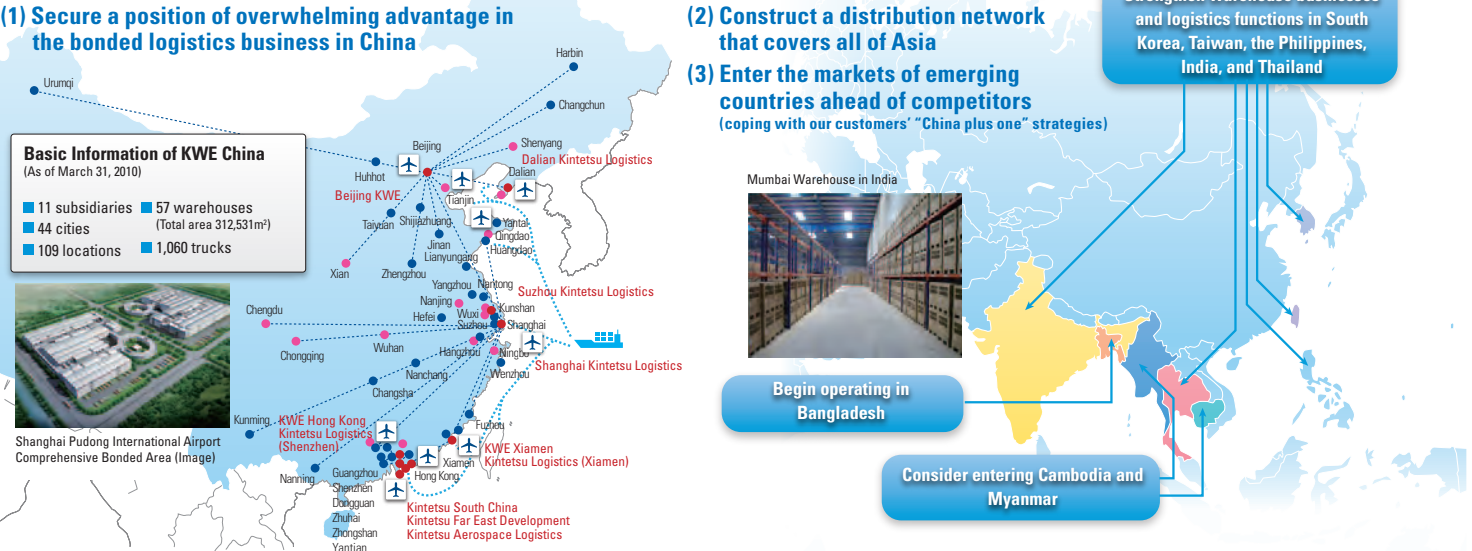 (1) Secure a position of overwhelming advantage in
the bonded logistics business in China
Urumqi
Harbin
Changchun
Beijing
Shenyang
Dalian Kintetsu Logistics
Dalian
Huhhot
Beijing KWE
Tianjin
Basic Information of KWE China
(As of March 31, 2010)
11 subsidiaries
57 warehouses
(Total area 312,531m²)
44 cities
109 locations
1,060 trucks
Taiyuan
Shijiazhuang
Yantai
Qingdao
Huangdao
Jinan
Lianyungang
Xian
Zhengzhou
Yangzhou
Nantong
Suzhou Kintetsu Logistics
Nanjing
Kunshan
Wuxi
Hefei
Suzhou
Shanghai
Chengdu
Chongqing
Wuhan
Hangzhou
Ningbo
Shanghai Kintetsu Logistics
Nanchang
Wenzhou
Changsha
Kunming
KWE Hong Kong
Kintetsu Logistics
(Shenzhen)
Fuzhou
KWE Xiamen
Kintetsu Logistics (Xiamen)
Xiamen
Hong Kong
Nanning
Guangzhou
Shenzhen
Dongguan
Zhuhai
Zhongshan
Yantian
Kintetsu South China
Kintetsu Far East Development
Kintetsu Aerospace Logistics
Shanghai Pudong International Airport
Comprehensive Bonded Area (Image)
(2) Construct a distribution network
that covers all of Asia
(3) Enter the markets of emerging
countries ahead of competitors
(coping with our customers' "China plus one" strategies)
Strengthen warehouse businesses
and logistics functions in South
Korea, Taiwan, the Philippines,
India, and Thailand
Mumbai Warehouse in India
Begin operating in
Bangladesh
Consider entering Cambodia and
Myanmar